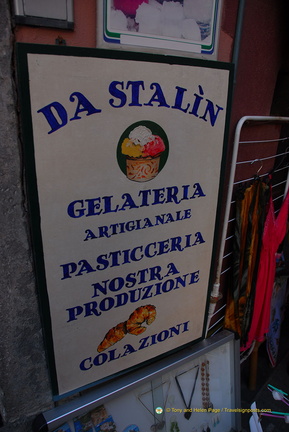 DA STALÌN
GELATERIA
ARTIGIANALE
PASTICCERIA
NOSTRA
PRODUZIONE
COLAZIONI
© Tony and Helen Page / Travelsignposts.com